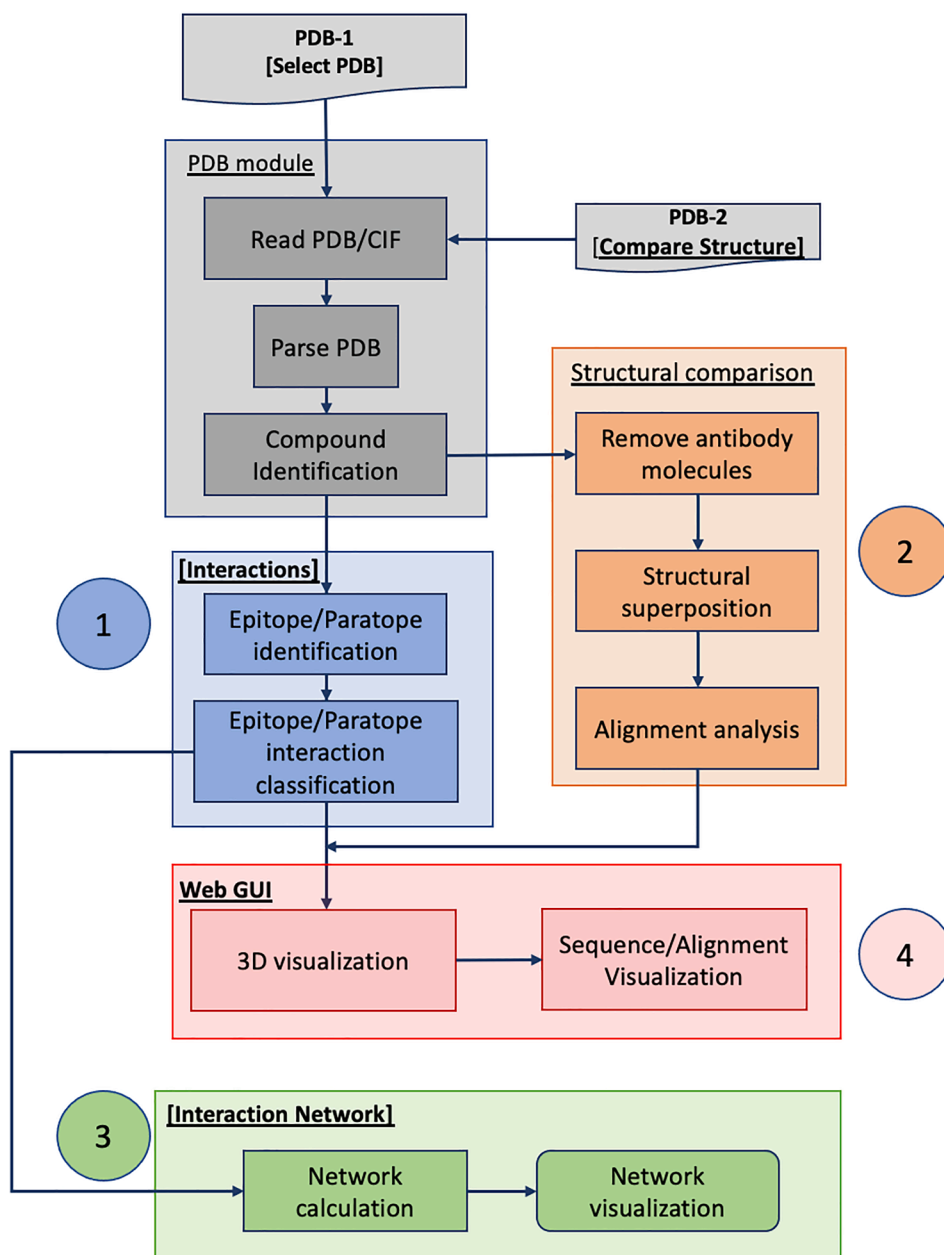 PDB-1
[Select PDB]
PDB module
Read PDB/CIF
PDB-2
[Compare Structure]
Parse PDB
Structural comparison
Compound
Identification
Remove antibody
molecules
2
Structural
superposition
[Interactions]
1
Epitope/Paratope
identification
Epitope/Paratope
interaction
classification
Alignment analysis
Web GUI
3D visualization
Sequence/Alignment
Visualization
4
3
[Interaction Network]
Network
calculation
Network
visualization